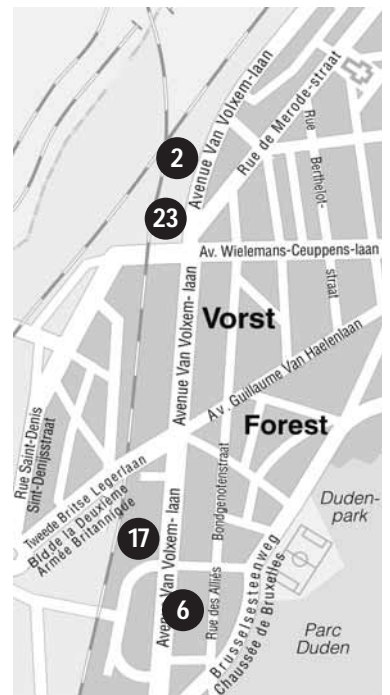 Avenue Van Volxem-laan
Rue de Merode-straat
Rue Berthelot-
straat
2
23
Av. Wielemans-Ceuppens-laan
Avenue Van Volxem- laan
Vorst
Av. Guillaume Van Haelenlaan
Forest
Rue Saint-Denis
Sint-Denijsstraat
Tweede Britse Legerlaan
Bld. de la Deuxième
Armée Britannique
Bondgenotenstraat
Rue des Alliés
Duden-
park
17
Avenue Van Volxem- laan
6
Brusselsesteenweg
Chaussée de Bruxelles
Parc
Duden